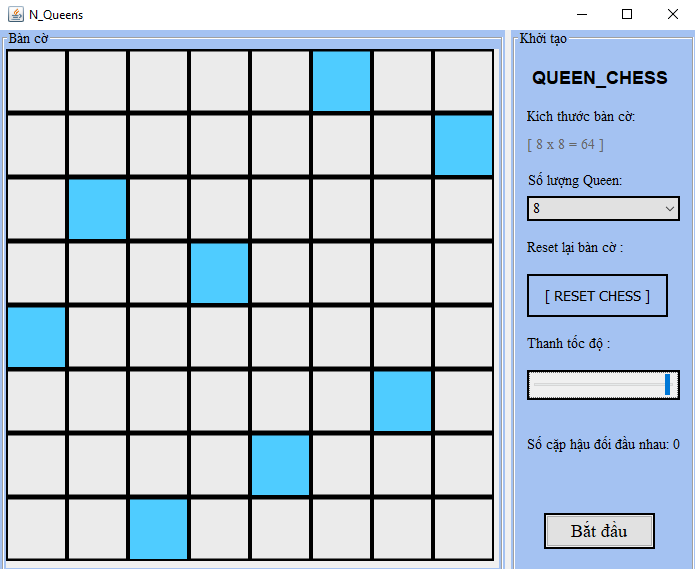 N_Queens
Bàn cờ
Khởi tạo
QUEEN_CHESS
Kich thước bàn cờ:
[ 8 x 8 = 64 ]
Số lượng Queen:
8
Reset lại bàn cờ :
[ RESET CHESS ]
Thanh tốc độ :
Số cặp hậu đối đầu nhau: 0
Bắt đầu